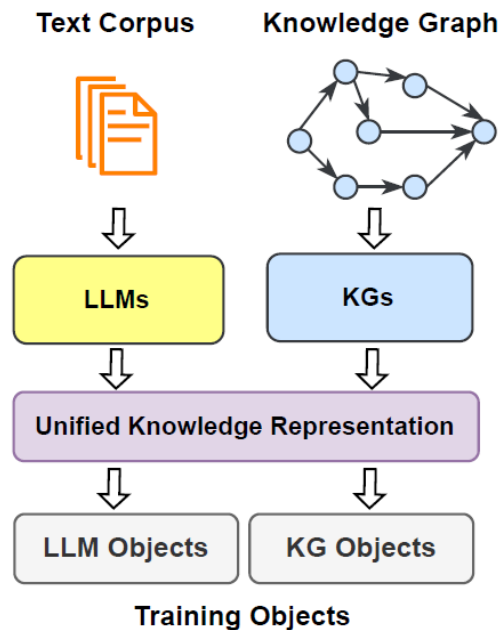 Text Corpus
Knowledge Graph
LLMs
KGs
Unified Knowledge Representation
LLM Objects
KG Objects
Training Objects